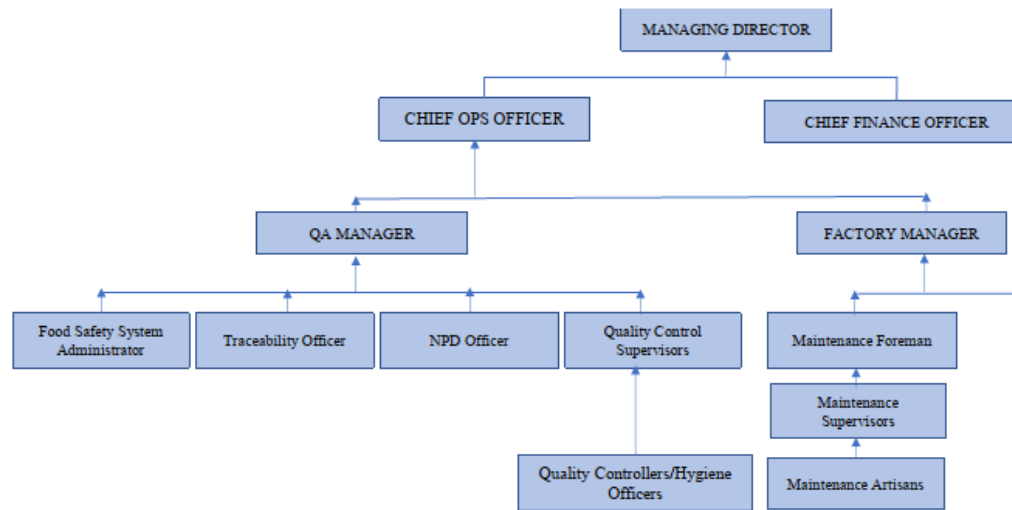 MANAGING DIRECTOR
CHIEF OPS OFFICER
CHIEF FINANCE OFFICER
QA MANAGER
FACTORY MANAGER
Food Safety System
Administrator
Traceability Officer
NPD Officer
Quality Control
Supervisors
Maintenance Foreman
Maintenance
Supervisors
Quality Controllers/Hygiene
Officers
Maintenance Artisans